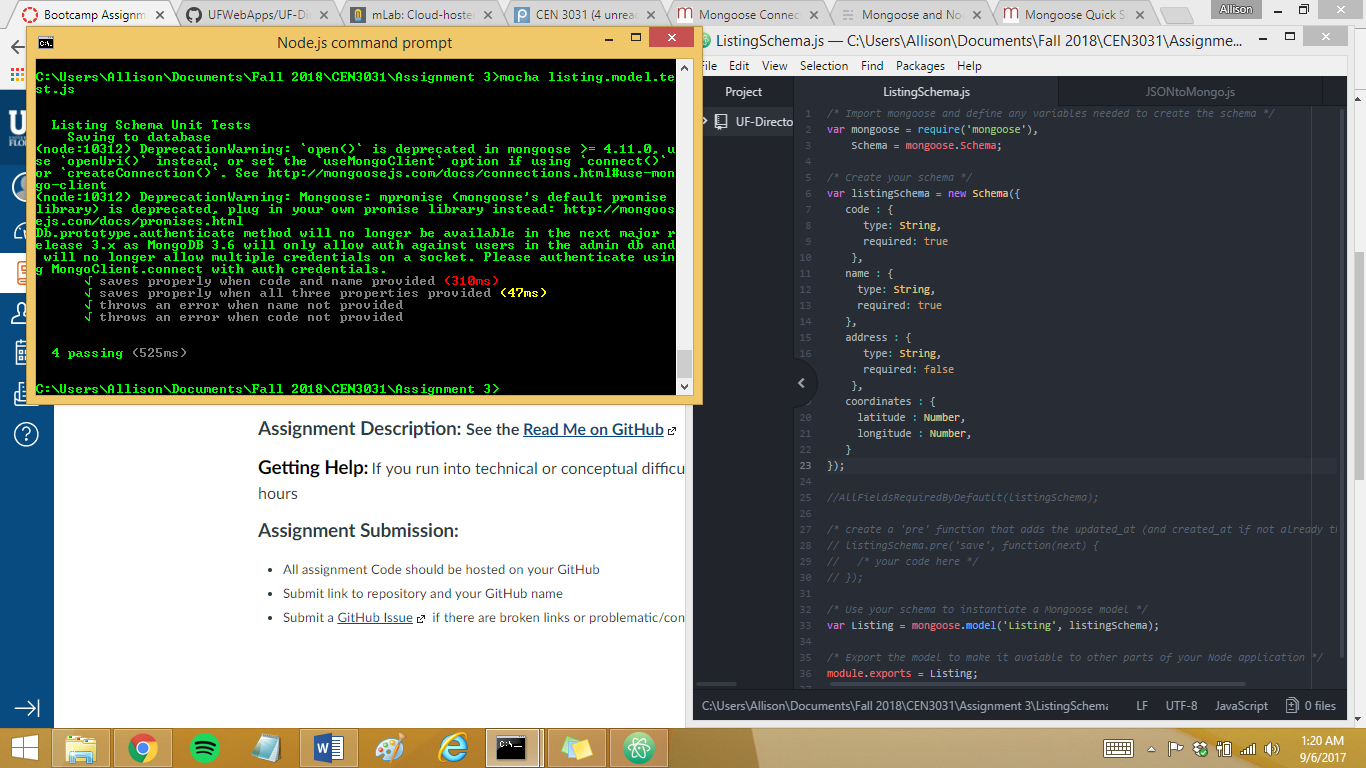 Bootcamp Assignm
UFWebApps/UF-Di
mLab: Cloud-hoste
CEN 3031 (4 unrea
Mongoose Connec
Mongoose and No
Mongoose Quick S
Allison
Node.js command prompt
C:\Users\Allison\Documents\Fall 2018\CEN3031\Assignment 3>mocha listing.model.te
st.js
Listing Schema Unit Tests
Saving to database
(node:10312) DeprecationWarning: `open()` is deprecated in mongoose >= 4.11.0, u
se `openUri()` instead, or set the `useMongoClient` option if using `connect()`
or `createConnection()`. See http://mongoosejs.com/docs/connections.html#use-mon
go-client
(node:10312) DeprecationWarning: Mongoose: mpromise (mongoose's default promise
library) is deprecated, plug in your own promise library instead: http://mongoos
ejs.com/docs/promises.html
Db.prototype.authenticate method will no longer be available in the next major r
elease 3.x as MongoDB 3.6 will only allow auth against users in the admin db and
will no longer allow multiple credentials on a socket. Please authenticate usin
g MongoClient.connect with auth credentials.
√ saves properly when code and name provided (310ms)
√ saves properly when all three properties provided (47ms)
√ throws an error when name not provided
√ throws an error when code not provided
4 passing (525ms)
C:\Users\Allison\Documents\Fall 2018\CEN3031\Assignment 3>
Assignment Description: See the Read Me on GitHub
Getting Help: If you run into technical or conceptual difficu
hours
Assignment Submission:
• All assignment Code should be hosted on your GitHub
• Submit link to repository and your GitHub name
• Submit a GitHub Issue if there are broken links or problematic/con
ListingSchema.js — C:\Users\Allison\Documents\Fall 2018\CEN3031\Assignme...
File Edit View Selection Find Packages Help
Project
ListingSchema.js
JSONtoMongo.js
UF-Directo
1 /* Import mongoose and define any variables needed to create the schema */
2 var mongoose = require('mongoose'),
3 Schema = mongoose.Schema;
4
5 /* Create your schema */
6 var listingSchema = new Schema({
7 code : {
8 type: String,
9 required: true
10 },
11 name : {
12 type: String,
13 required: true
14 },
15 address : {
16 type: String,
required: false
},
coordinates : {
20 latitude : Number,
21 longitude : Number,
22 }
23 });
24
25 //AllFieldsRequiredByDefautlt(listingSchema);
26
27 /* create a 'pre' function that adds the updated_at (and created_at if not already th
28 // listingSchema.pre('save', function(next) {
29 // /* your code here */
30 // });
31
32 /* Use your schema to instantiate a Mongoose model */
33 var Listing = mongoose.model('Listing', listingSchema);
34
35 /* Export the model to make it avaiable to other parts of your Node application */
36 module.exports = Listing;
C:\Users\Allison\Documents\Fall 2018\CEN3031\Assignment 3\ListingSchema
LF UTF-8 JavaScript 0 files
1:20 AM
9/6/2017